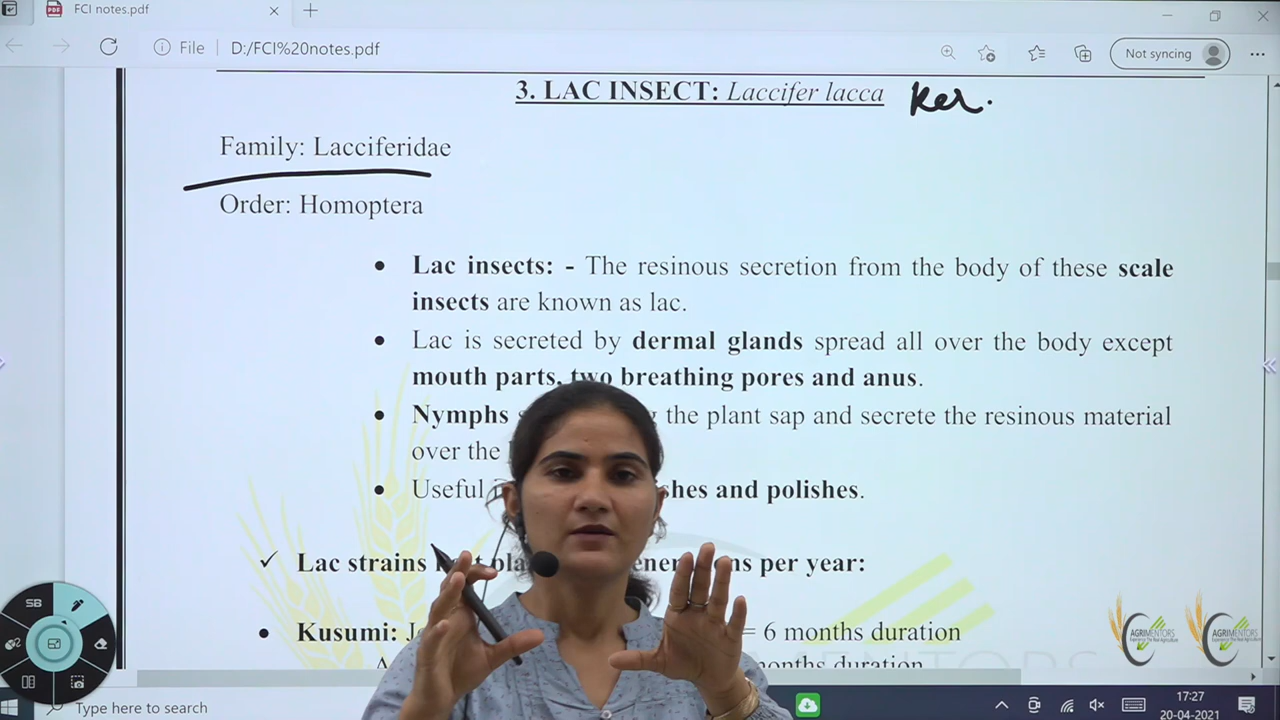 FCI notes.pdf
File D:/FCI%20notes.pdf Not syncing
3. LAC INSECT: Laccifer lacca Ker.
Family: Lacciferidae
Order: Homoptera
Lac insects: - The resinous secretion from the body of these scale
insects are known as lac.
Lac is secreted by dermal glands spread all over the body except
mouth parts, two breathing pores and anus.
Nymphs the plant sap and secrete the resinous material
over the
Useful and polishes.
Lac strains per year:
Kusumi: = 6 months duration
months duration
SB
AGRIMENTORS
AGRIMENTORS
Type here to search
17:27
20-04-2021